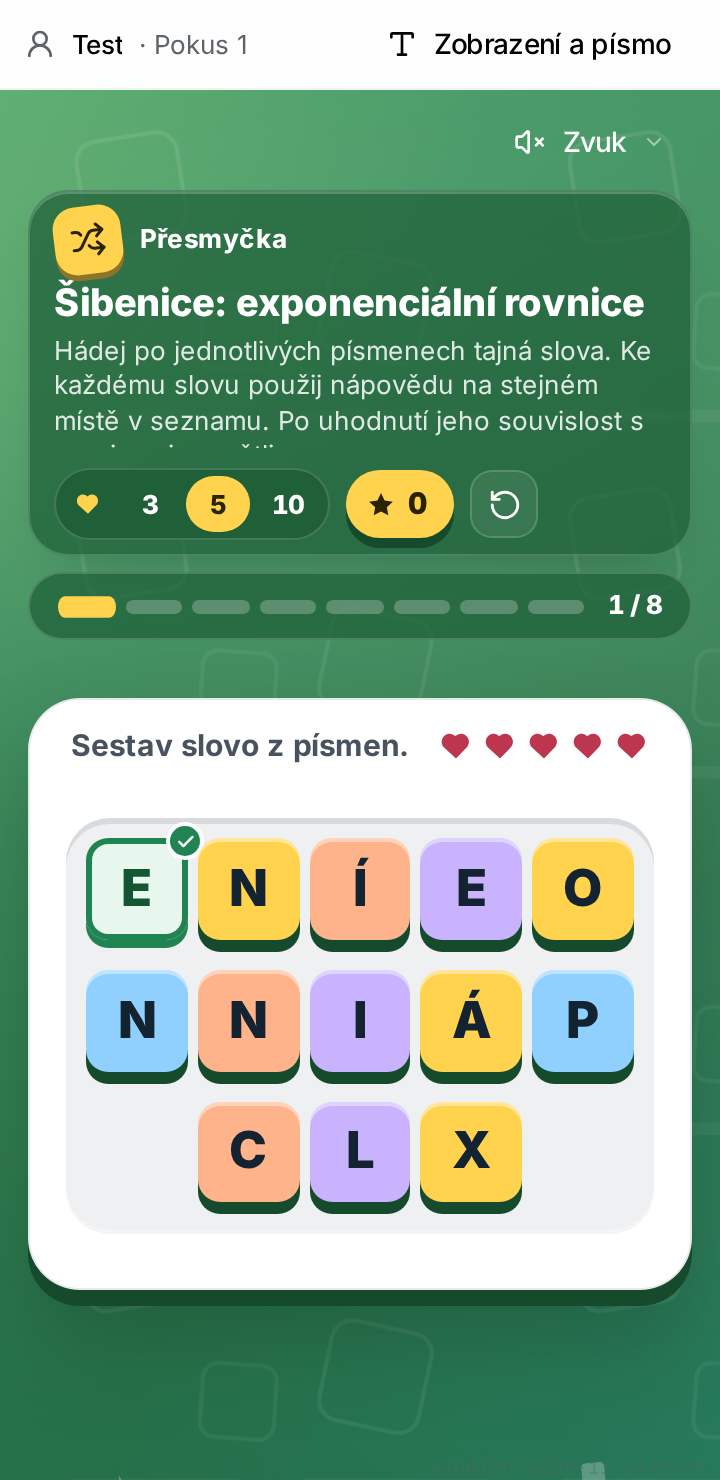 Test · Pokus 1
Zobrazení a písmo
Zvuk
Přesmyčka
Šibenice: exponenciální rovnice
Hádej po jednotlivých písmenech tajná slova. Ke
každému slovu použij nápovědu na stejném
místě v seznamu. Po uhodnutí jeho souvislost s
3 5 10 0
1 / 8
Sestav slovo z písmen.
E N Í E O
N N I Á P
C L X